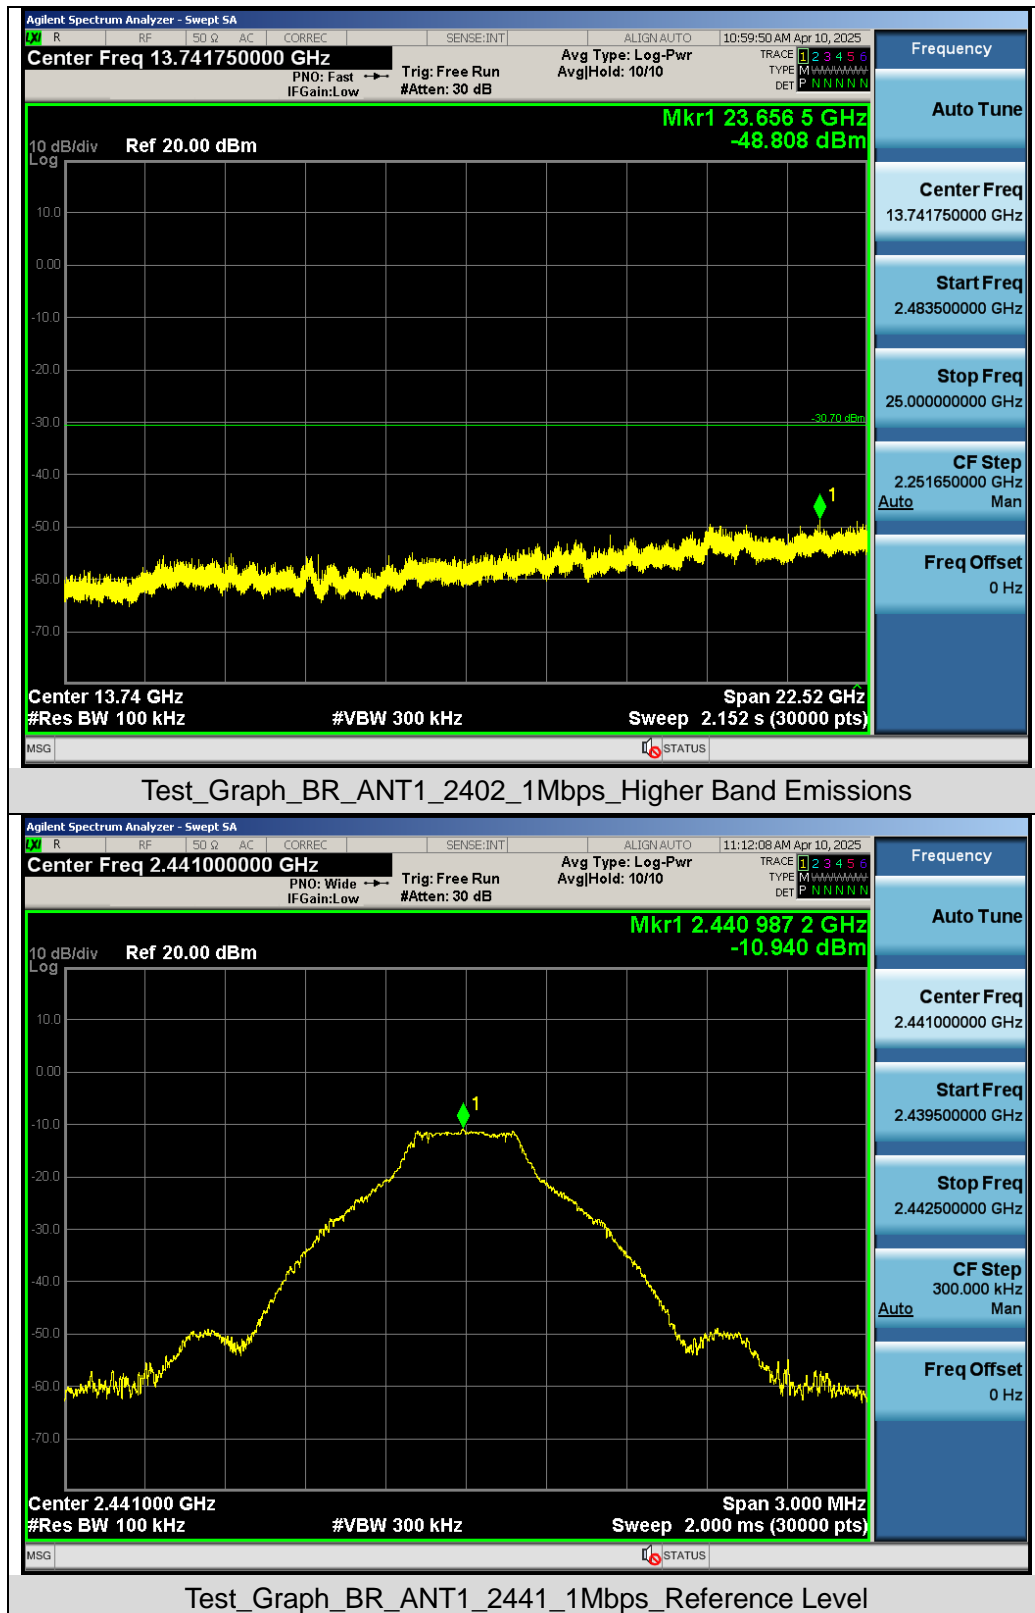 Agilent Spectrum Analyzer - Swept SA
LXI R RF 50 Ω AC CORREC SENSE:INT ALIGN AUTO 10:59:50 AM Apr 10, 2025
Center Freq 13.741750000 GHz
PNO: Fast
IFGain:Low
Trig: Free Run
#Atten: 30 dB
Avg Type: Log-Pwr
Avg|Hold: 10/10
TRACE 1 2 3 4 5 6
TYPE M
DET P N N N N N
Mkr1 23.656 5 GHz
-48.808 dBm
10 dB/div Ref 20.00 dBm
Log
10.0
0.00
-10.0
-20.0
-30.0
-30.70 dBm
-40.0
1
-50.0
-60.0
-70.0
Center 13.74 GHz Span 22.52 GHz
#Res BW 100 kHz #VBW 300 kHz Sweep 2.152 s (30000 pts)
MSG STATUS
Frequency
Auto Tune
Center Freq
13.741750000 GHz
Start Freq
2.483500000 GHz
Stop Freq
25.000000000 GHz
CF Step
2.251650000 GHz
Auto Man
Freq Offset
0 Hz
Test_Graph_BR_ANT1_2402_1Mbps_Higher Band Emissions
Agilent Spectrum Analyzer - Swept SA
LXI R RF 50 Ω AC CORREC SENSE:INT ALIGN AUTO 11:12:08 AM Apr 10, 2025
Center Freq 2.441000000 GHz
PNO: Wide
IFGain:Low
Trig: Free Run
#Atten: 30 dB
Avg Type: Log-Pwr
Avg|Hold: 10/10
TRACE 1 2 3 4 5 6
TYPE M
DET P N N N N N
Mkr1 2.440 987 2 GHz
-10.940 dBm
10 dB/div Ref 20.00 dBm
Log
10.0
0.00
1
-10.0
-20.0
-30.0
-40.0
-50.0
-60.0
-70.0
Center 2.441000 GHz Span 3.000 MHz
#Res BW 100 kHz #VBW 300 kHz Sweep 2.000 ms (30000 pts)
MSG STATUS
Frequency
Auto Tune
Center Freq
2.441000000 GHz
Start Freq
2.439500000 GHz
Stop Freq
2.442500000 GHz
CF Step
300.000 kHz
Auto Man
Freq Offset
0 Hz
Test_Graph_BR_ANT1_2441_1Mbps_Reference Level